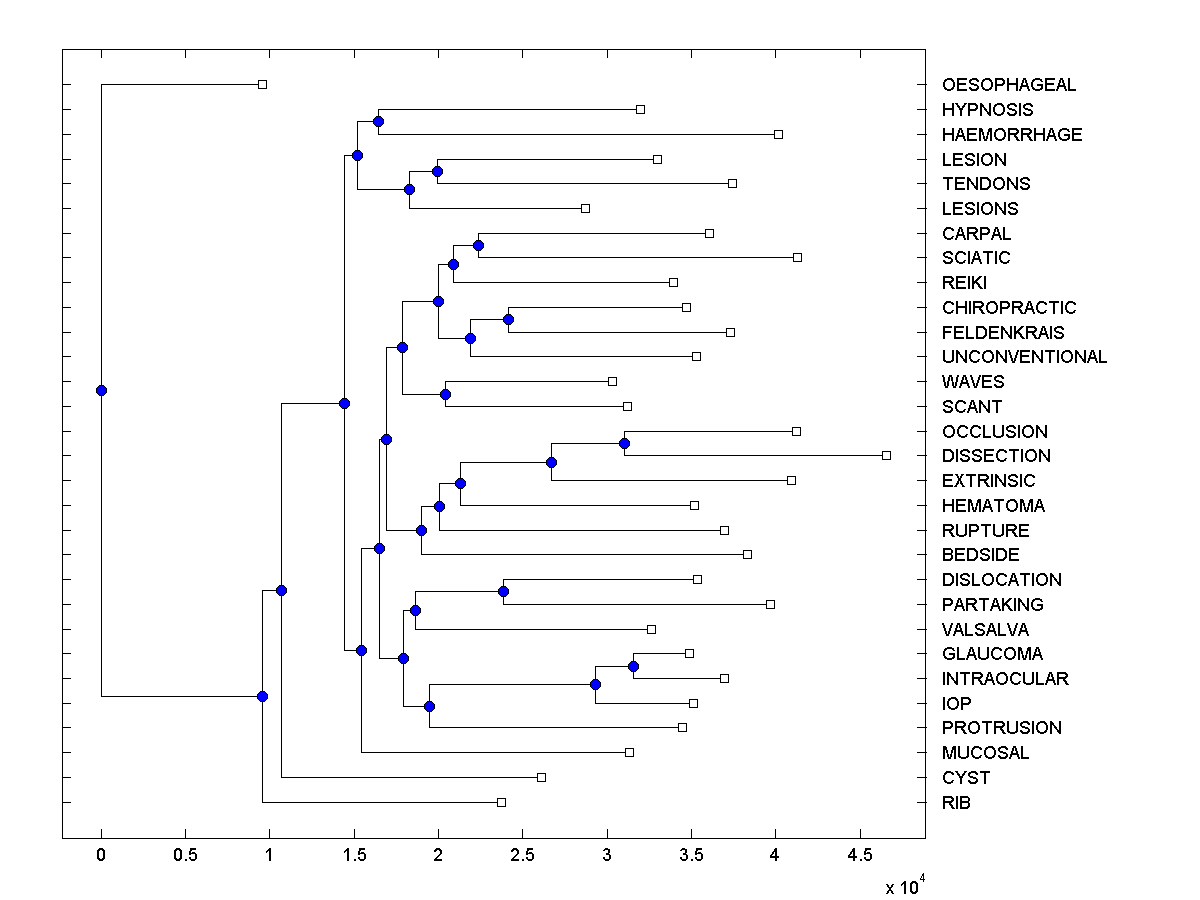 OESOPHAGEAL
HYPNOSIS
HAEMORRHAGE
LESION
TENDONS
LESIONS
CARPAL
SCIATIC
REIKI
CHIROPRACTIC
FELDENKRAIS
UNCONVENTIONAL
WAVES
SCANT
OCCLUSION
DISSECTION
EXTRINSIC
HEMATOMA
RUPTURE
BEDSIDE
DISLOCATION
PARTAKING
VALSALVA
GLAUCOMA
INTRAOCULAR
IOP
PROTRUSION
MUCOSAL
CYST
RIB
0 0.5 1 1.5 2 2.5 3 3.5 4 4.5
x 10^4